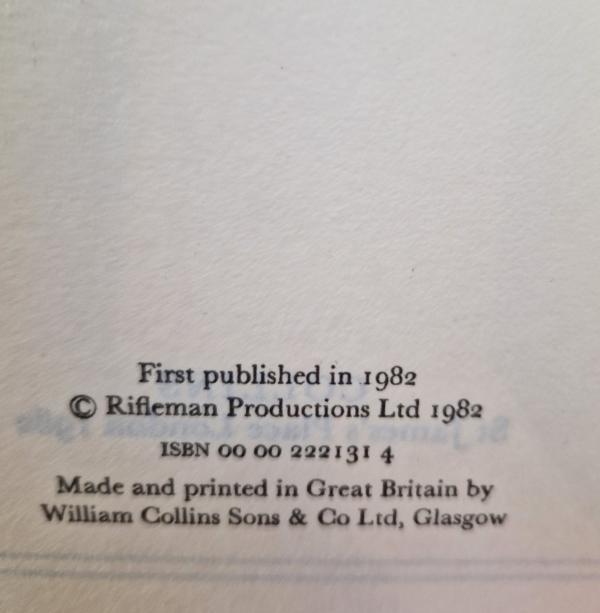 First published in 1982
© Rifleman Productions Ltd 1982
ISBN 00 00 222131 4
Made and printed in Great Britain by
William Collins Sons & Co Ltd, Glasgow